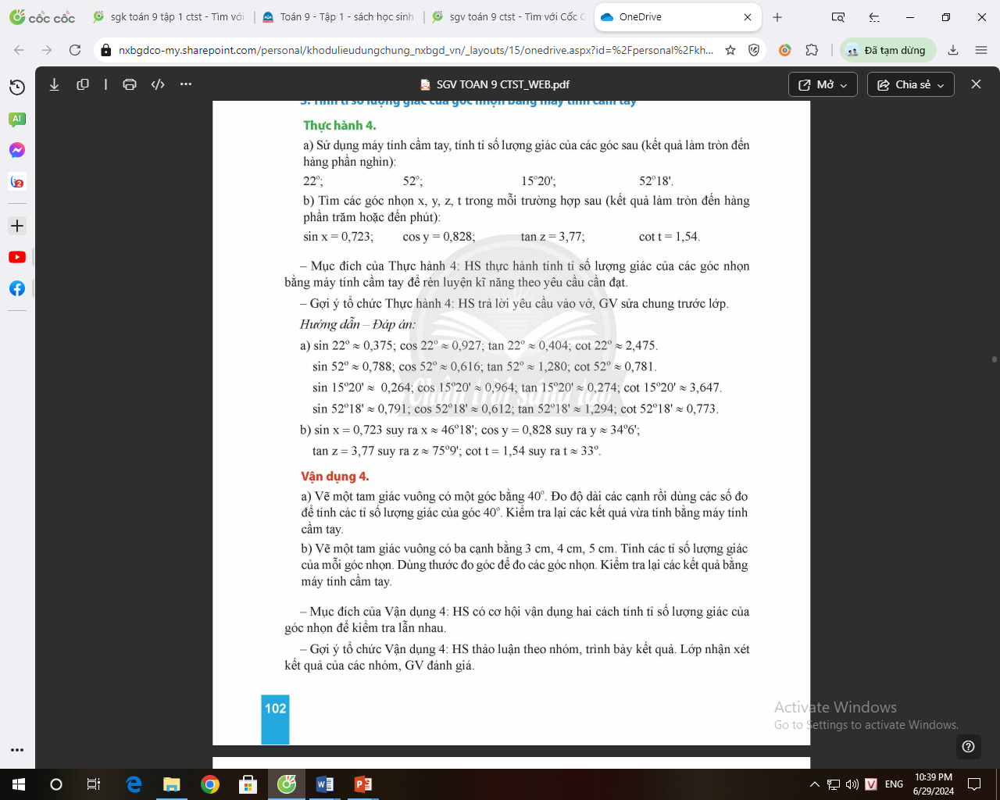 cốc cốc
sgk toán 9 tập 1 ctst - Tìm với
Toán 9 - Tập 1 - sách học sinh
sgv toán 9 ctst - Tìm với Cốc C
OneDrive
nxbgdco-my.sharepoint.com/personal/khodulieudungchung_nxbgd_vn/_layouts/15/onedrive.aspx?id=%2Fpersonal%2Fkh...
Đã tạm dừng
SGV TOAN 9 CTST_WEB.pdf
Mở
Chia sẻ
AI
2
3. Tính tỉ số lượng giác của góc nhọn bằng máy tính cầm tay
Thực hành 4.
a) Sử dụng máy tính cầm tay, tính tỉ số lượng giác của các góc sau (kết quả làm tròn đến
hàng phần nghìn):
22°; 52°; 15°20'; 52°18'.
b) Tìm các góc nhọn x, y, z, t trong mỗi trường hợp sau (kết quả làm tròn đến hàng
phần trăm hoặc đến phút):
sin x = 0,723; cos y = 0,828; tan z = 3,77; cot t = 1,54.
– Mục đích của Thực hành 4: HS thực hành tính tỉ số lượng giác của các góc nhọn
bằng máy tính cầm tay để rèn luyện kĩ năng theo yêu cầu cần đạt.
– Gợi ý tổ chức Thực hành 4: HS trả lời yêu cầu vào vở, GV sửa chung trước lớp.
Hướng dẫn – Đáp án:
a) sin 22° ≈ 0,375; cos 22° ≈ 0,927; tan 22° ≈ 0,404; cot 22° ≈ 2,475.
sin 52° ≈ 0,788; cos 52° ≈ 0,616; tan 52° ≈ 1,280; cot 52° ≈ 0,781.
sin 15°20' ≈ 0,264; cos 15°20' ≈ 0,964; tan 15°20' ≈ 0,274; cot 15°20' ≈ 3,647.
sin 52°18' ≈ 0,791; cos 52°18' ≈ 0,612; tan 52°18' ≈ 1,294; cot 52°18' ≈ 0,773.
Chân trời sáng tạo
b) sin x = 0,723 suy ra x ≈ 46°18'; cos y = 0,828 suy ra y ≈ 34°6';
tan z = 3,77 suy ra z ≈ 75°9'; cot t = 1,54 suy ra t ≈ 33°.
Vận dụng 4.
a) Vẽ một tam giác vuông có một góc bằng 40°. Đo độ dài các cạnh rồi dùng các số đo
để tính các tỉ số lượng giác của góc 40°. Kiểm tra lại các kết quả vừa tính bằng máy tính
cầm tay.
b) Vẽ một tam giác vuông có ba cạnh bằng 3 cm, 4 cm, 5 cm. Tính các tỉ số lượng giác
của mỗi góc nhọn. Dùng thước đo góc để đo các góc nhọn. Kiểm tra lại các kết quả bằng
máy tính cầm tay.
– Mục đích của Vận dụng 4: HS có cơ hội vận dụng hai cách tính tỉ số lượng giác của
góc nhọn để kiểm tra lẫn nhau.
– Gợi ý tổ chức Vận dụng 4: HS thảo luận theo nhóm, trình bày kết quả. Lớp nhận xét
kết quả của các nhóm, GV đánh giá.
102
Activate Windows
Go to Settings to activate Windows.
ENG
10:39 PM
6/29/2024